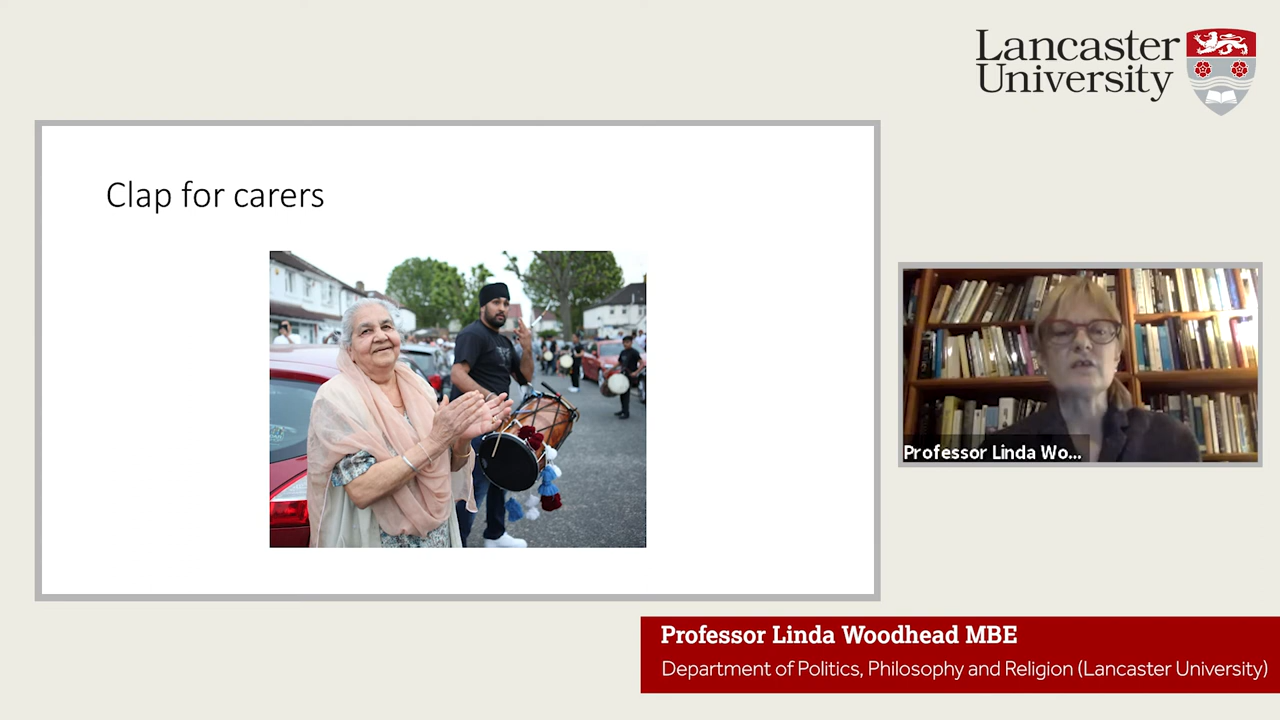 Lancaster
University
Clap for carers
Professor Linda Wo...
Professor Linda Woodhead MBE
Department of Politics, Philosophy and Religion (Lancaster University)